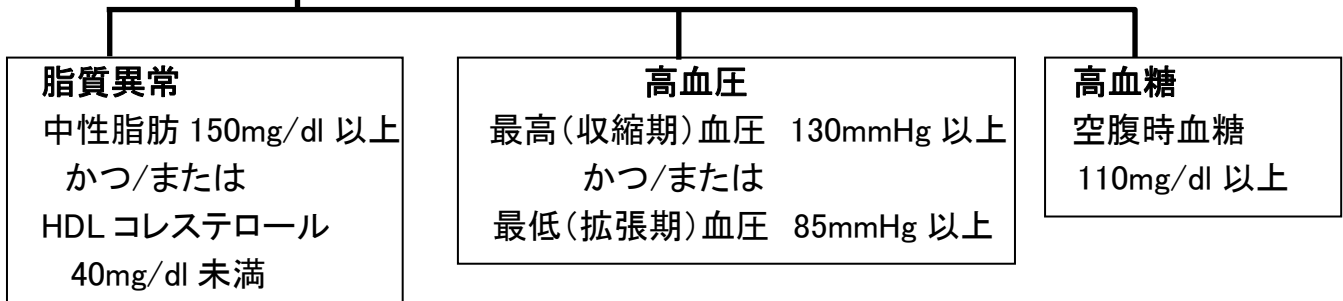 脂質異常
中性脂肪 150mg/dl 以上
かつ/または
HDL コレステロール
40mg/dl 未満
高血圧
最高(収縮期)血圧 130mmHg 以上
かつ/または
最低(拡張期)血圧 85mmHg 以上
高血糖
空腹時血糖
110mg/dl 以上